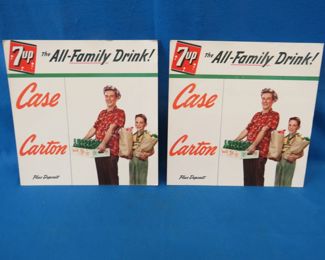 7up The All-Family Drink!
Case
Carton
Plus Deposit
7up The All-Family Drink!
Case
Carton
Plus Deposit